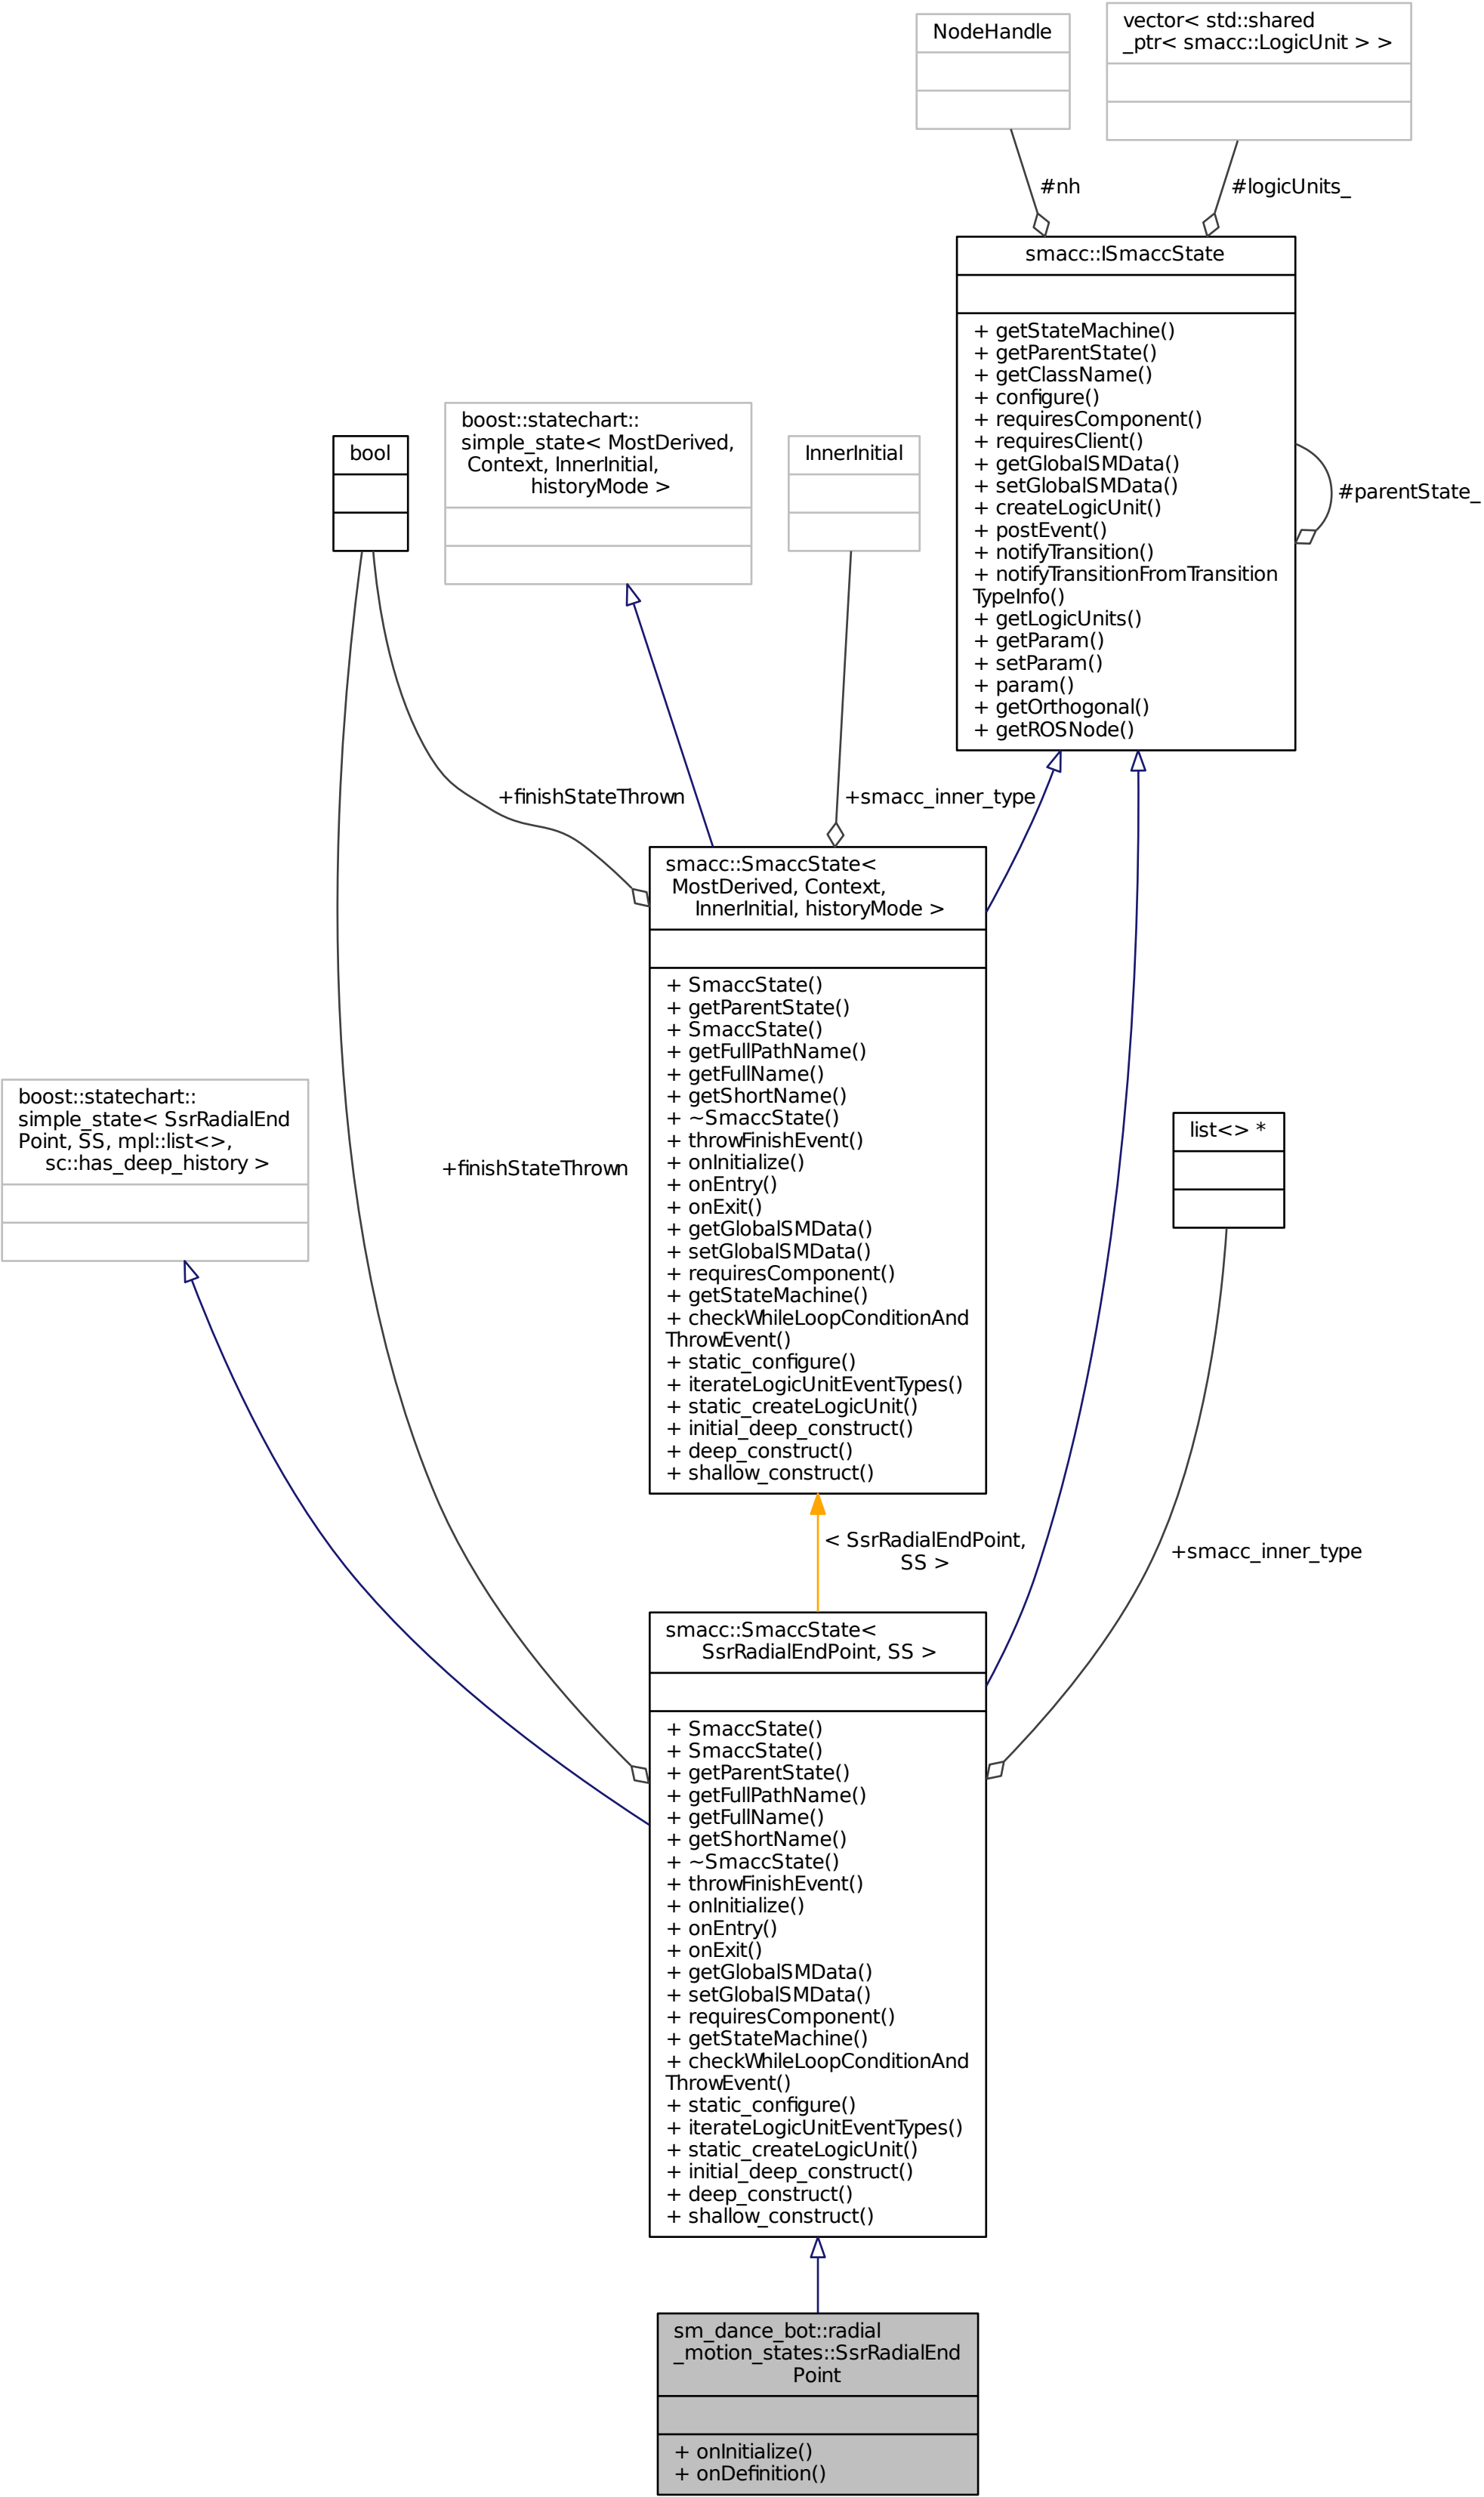 NodeHandle
vector< std::shared
_ptr< smacc::LogicUnit > >
#nh
#logicUnits_
smacc::ISmaccState
+ getStateMachine()
+ getParentState()
+ getClassName()
+ configure()
+ requiresComponent()
+ requiresClient()
+ getGlobalSMData()
+ setGlobalSMData()
+ createLogicUnit()
+ postEvent()
+ notifyTransition()
+ notifyTransitionFromTransition
TypeInfo()
+ getLogicUnits()
+ getParam()
+ setParam()
+ param()
+ getOrthogonal()
+ getROSNode()
#parentState_
bool
boost::statechart::
simple_state< MostDerived,
Context, InnerInitial,
historyMode >
InnerInitial
+finishStateThrown
+smacc_inner_type
smacc::SmaccState<
MostDerived, Context,
InnerInitial, historyMode >
+ SmaccState()
+ getParentState()
+ SmaccState()
+ getFullPathName()
+ getFullName()
+ getShortName()
+ ~SmaccState()
+ throwFinishEvent()
+ onInitialize()
+ onEntry()
+ onExit()
+ getGlobalSMData()
+ setGlobalSMData()
+ requiresComponent()
+ getStateMachine()
+ checkWhileLoopConditionAnd
ThrowEvent()
+ static_configure()
+ iterateLogicUnitEventTypes()
+ static_createLogicUnit()
+ initial_deep_construct()
+ deep_construct()
+ shallow_construct()
boost::statechart::
simple_state< SsrRadialEnd
Point, SS, mpl::list<>,
sc::has_deep_history >
+finishStateThrown
list<> *
< SsrRadialEndPoint,
SS >
+smacc_inner_type
smacc::SmaccState<
SsrRadialEndPoint, SS >
+ SmaccState()
+ SmaccState()
+ getParentState()
+ getFullPathName()
+ getFullName()
+ getShortName()
+ ~SmaccState()
+ throwFinishEvent()
+ onInitialize()
+ onEntry()
+ onExit()
+ getGlobalSMData()
+ setGlobalSMData()
+ requiresComponent()
+ getStateMachine()
+ checkWhileLoopConditionAnd
ThrowEvent()
+ static_configure()
+ iterateLogicUnitEventTypes()
+ static_createLogicUnit()
+ initial_deep_construct()
+ deep_construct()
+ shallow_construct()
sm_dance_bot::radial
_motion_states::SsrRadialEnd
Point
+ onInitialize()
+ onDefinition()